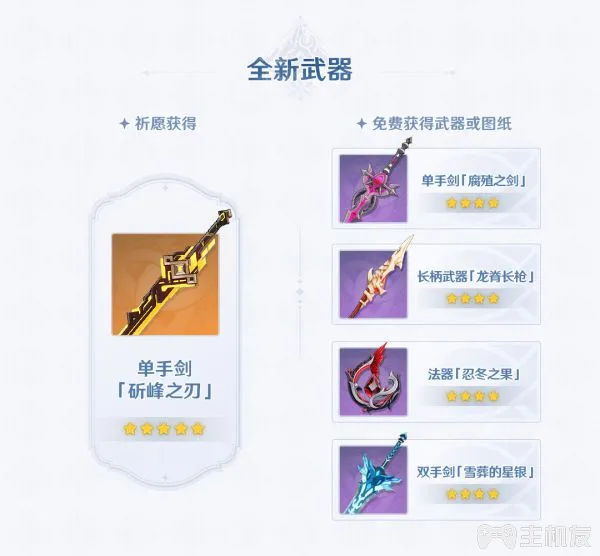 全新武器
祈愿获得
单手剑
「斫峰之刃」
免费获得武器或图纸
单手剑「腐殖之剑」
长柄武器「龙脊长枪」
法器「忍冬之果」
双手剑「雪葬的星银」
主机友